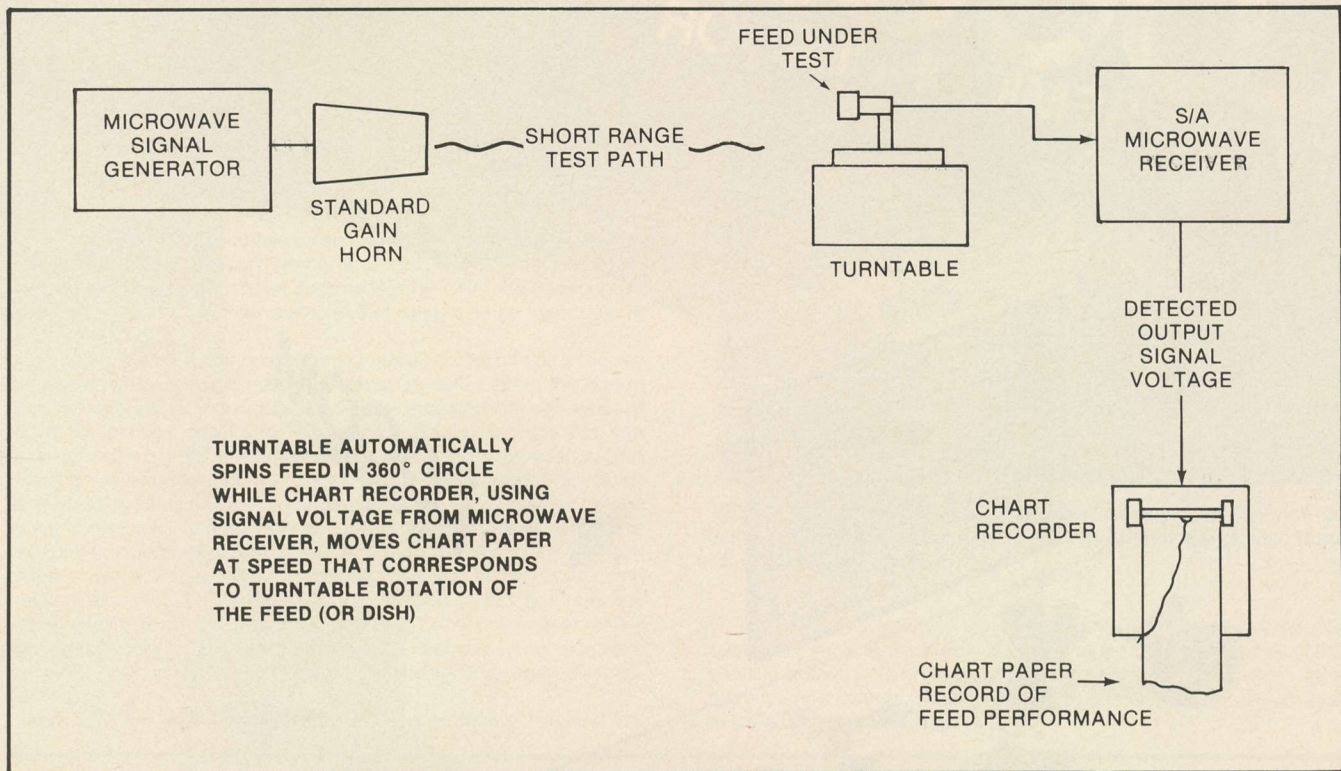 MICROWAVE
SIGNAL
GENERATOR
STANDARD
GAIN
HORN
SHORT RANGE
TEST PATH
FEED UNDER
TEST
TURNTABLE
S/A
MICROWAVE
RECEIVER
DETECTED
OUTPUT
SIGNAL
VOLTAGE
TURNTABLE AUTOMATICALLY
SPINS FEED IN 360° CIRCLE
WHILE CHART RECORDER, USING
SIGNAL VOLTAGE FROM MICROWAVE
RECEIVER, MOVES CHART PAPER
AT SPEED THAT CORRESPONDS
TO TURNTABLE ROTATION OF
THE FEED (OR DISH)
CHART
RECORDER
CHART PAPER
RECORD OF
FEED PERFORMANCE